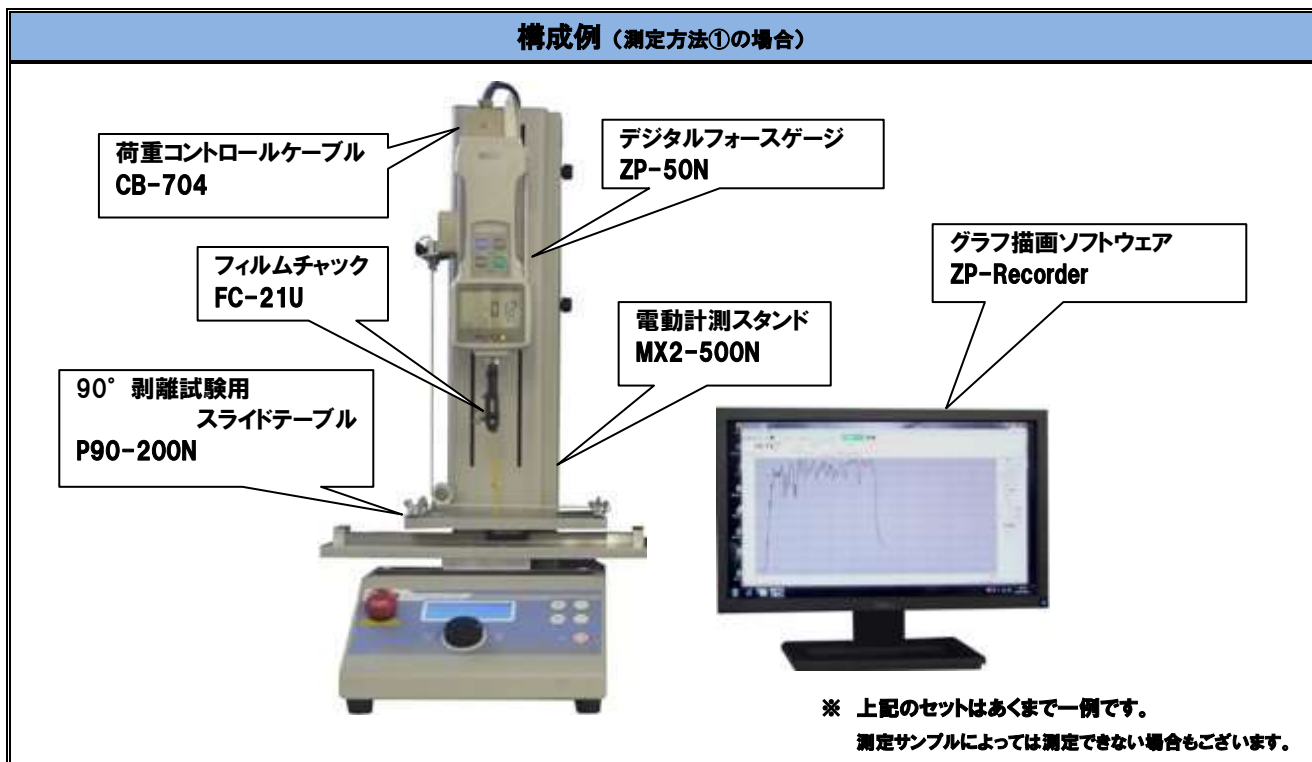 構成例（測定方法①の場合）
荷重コントロールケーブル
CB-704
デジタルフォースゲージ
ZP-50N
フィルムチャック
FC-21U
グラフ描画ソフトウェア
ZP-Recorder
電動計測スタンド
MX2-500N
90° 剥離試験用
スライドテーブル
P90-200N
※ 上記のセットはあくまで一例です。
測定サンプルによっては測定できない場合もございます。